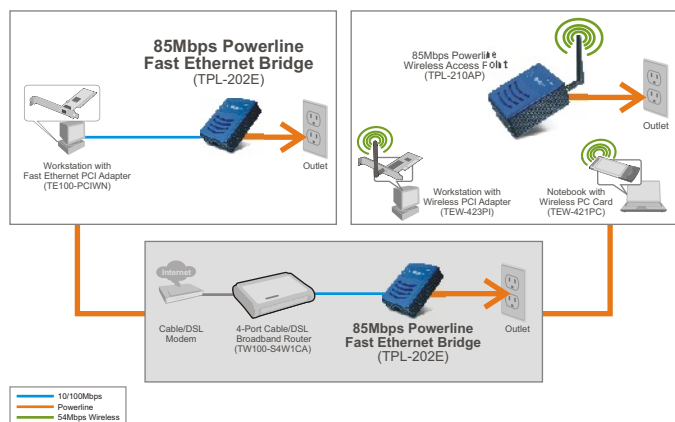 85Mbps Powerline
Fast Ethernet Bridge
(TPL-202E)
Workstation with
Fast Ethernet PCI Adapter
(TE100-PCIWN)
Outlet
85Mbps Powerline
Wireless Access Point
(TPL-210AP)
Outlet
Workstation with
Wireless PCI Adapter
(TEW-423PI)
Notebook with
Wireless PC Card
(TEW-421PC)
Internet
Cable/DSL
Modem
4-Port Cable/DSL
Broadband Router
(TW100-S4W1CA)
85Mbps Powerline
Fast Ethernet Bridge
(TPL-202E)
Outlet
10/100Mbps
Powerline
54Mbps Wireless